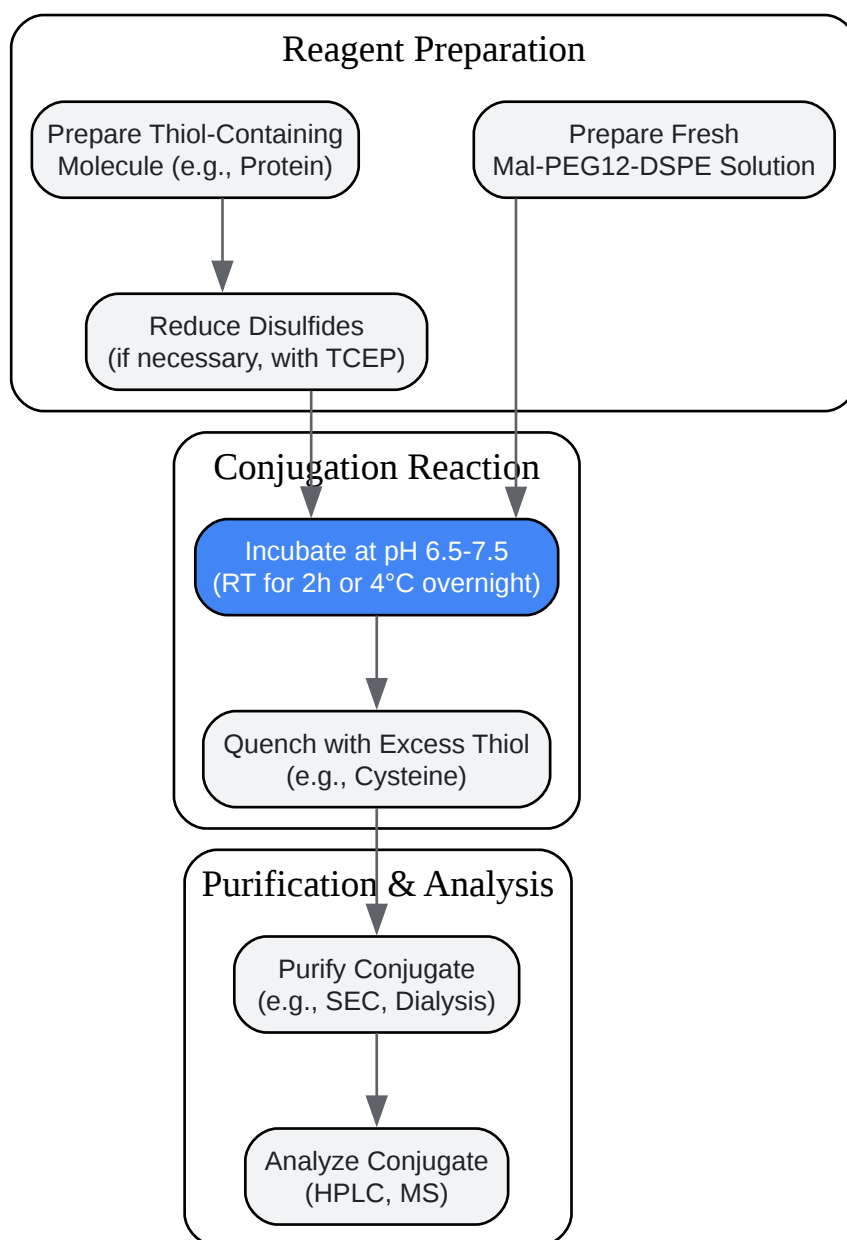 Reagent Preparation
Prepare Thiol-Containing
Molecule (e.g., Protein)
Prepare Fresh
Mal-PEG12-DSPE Solution
Reduce Disulfides
(if necessary, with TCEP)
Conjugation Reaction
Incubate at pH 6.5-7.5
(RT for 2h or 4°C overnight)
Quench with Excess Thiol
(e.g., Cysteine)
Purification & Analysis
Purify Conjugate
(e.g., SEC, Dialysis)
Analyze Conjugate
(HPLC, MS)